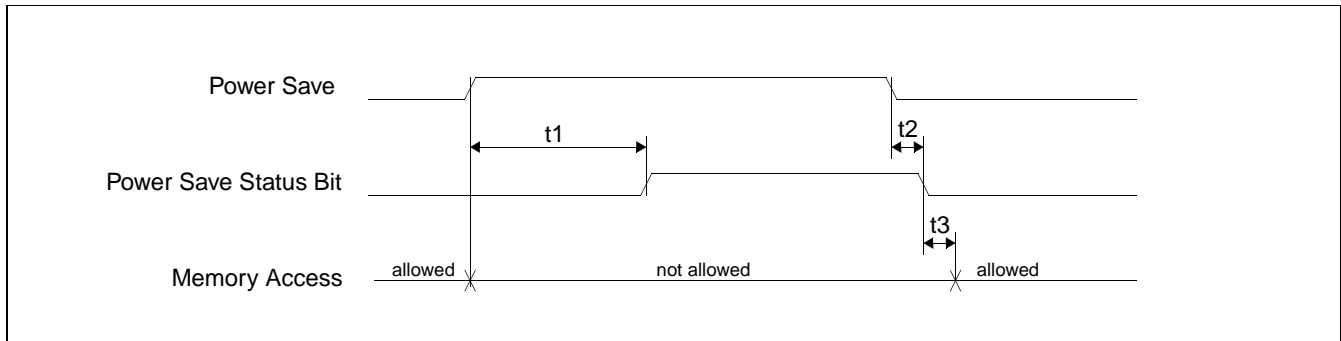 Power Save
t1
t2
Power Save Status Bit
t3
Memory Access
allowed
not allowed
allowed